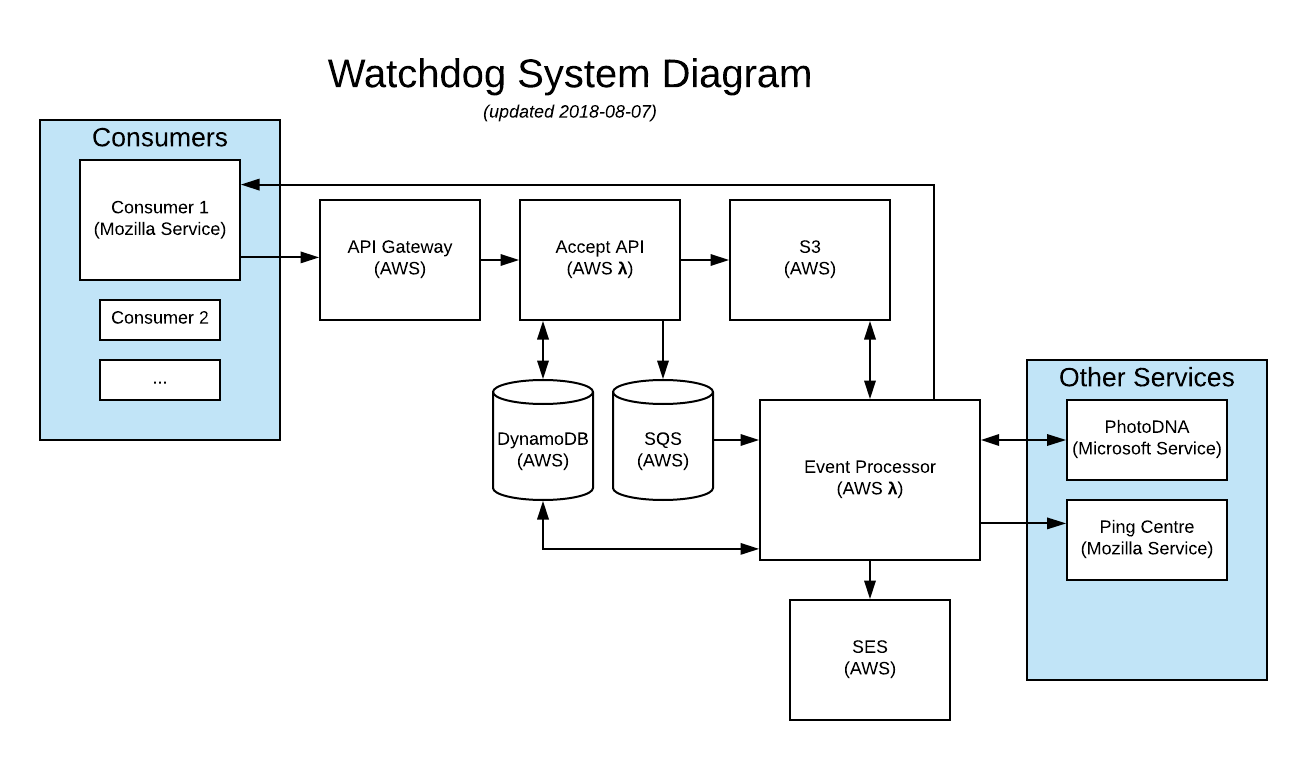 Watchdog System Diagram
(updated 2018-08-07)
Consumers
Consumer 1
(Mozilla Service)
Consumer 2
...
API Gateway
(AWS)
Accept API
(AWS λ)
S3
(AWS)
DynamoDB
(AWS)
SQS
(AWS)
Event Processor
(AWS λ)
SES
(AWS)
Other Services
PhotoDNA
(Microsoft Service)
Ping Centre
(Mozilla Service)